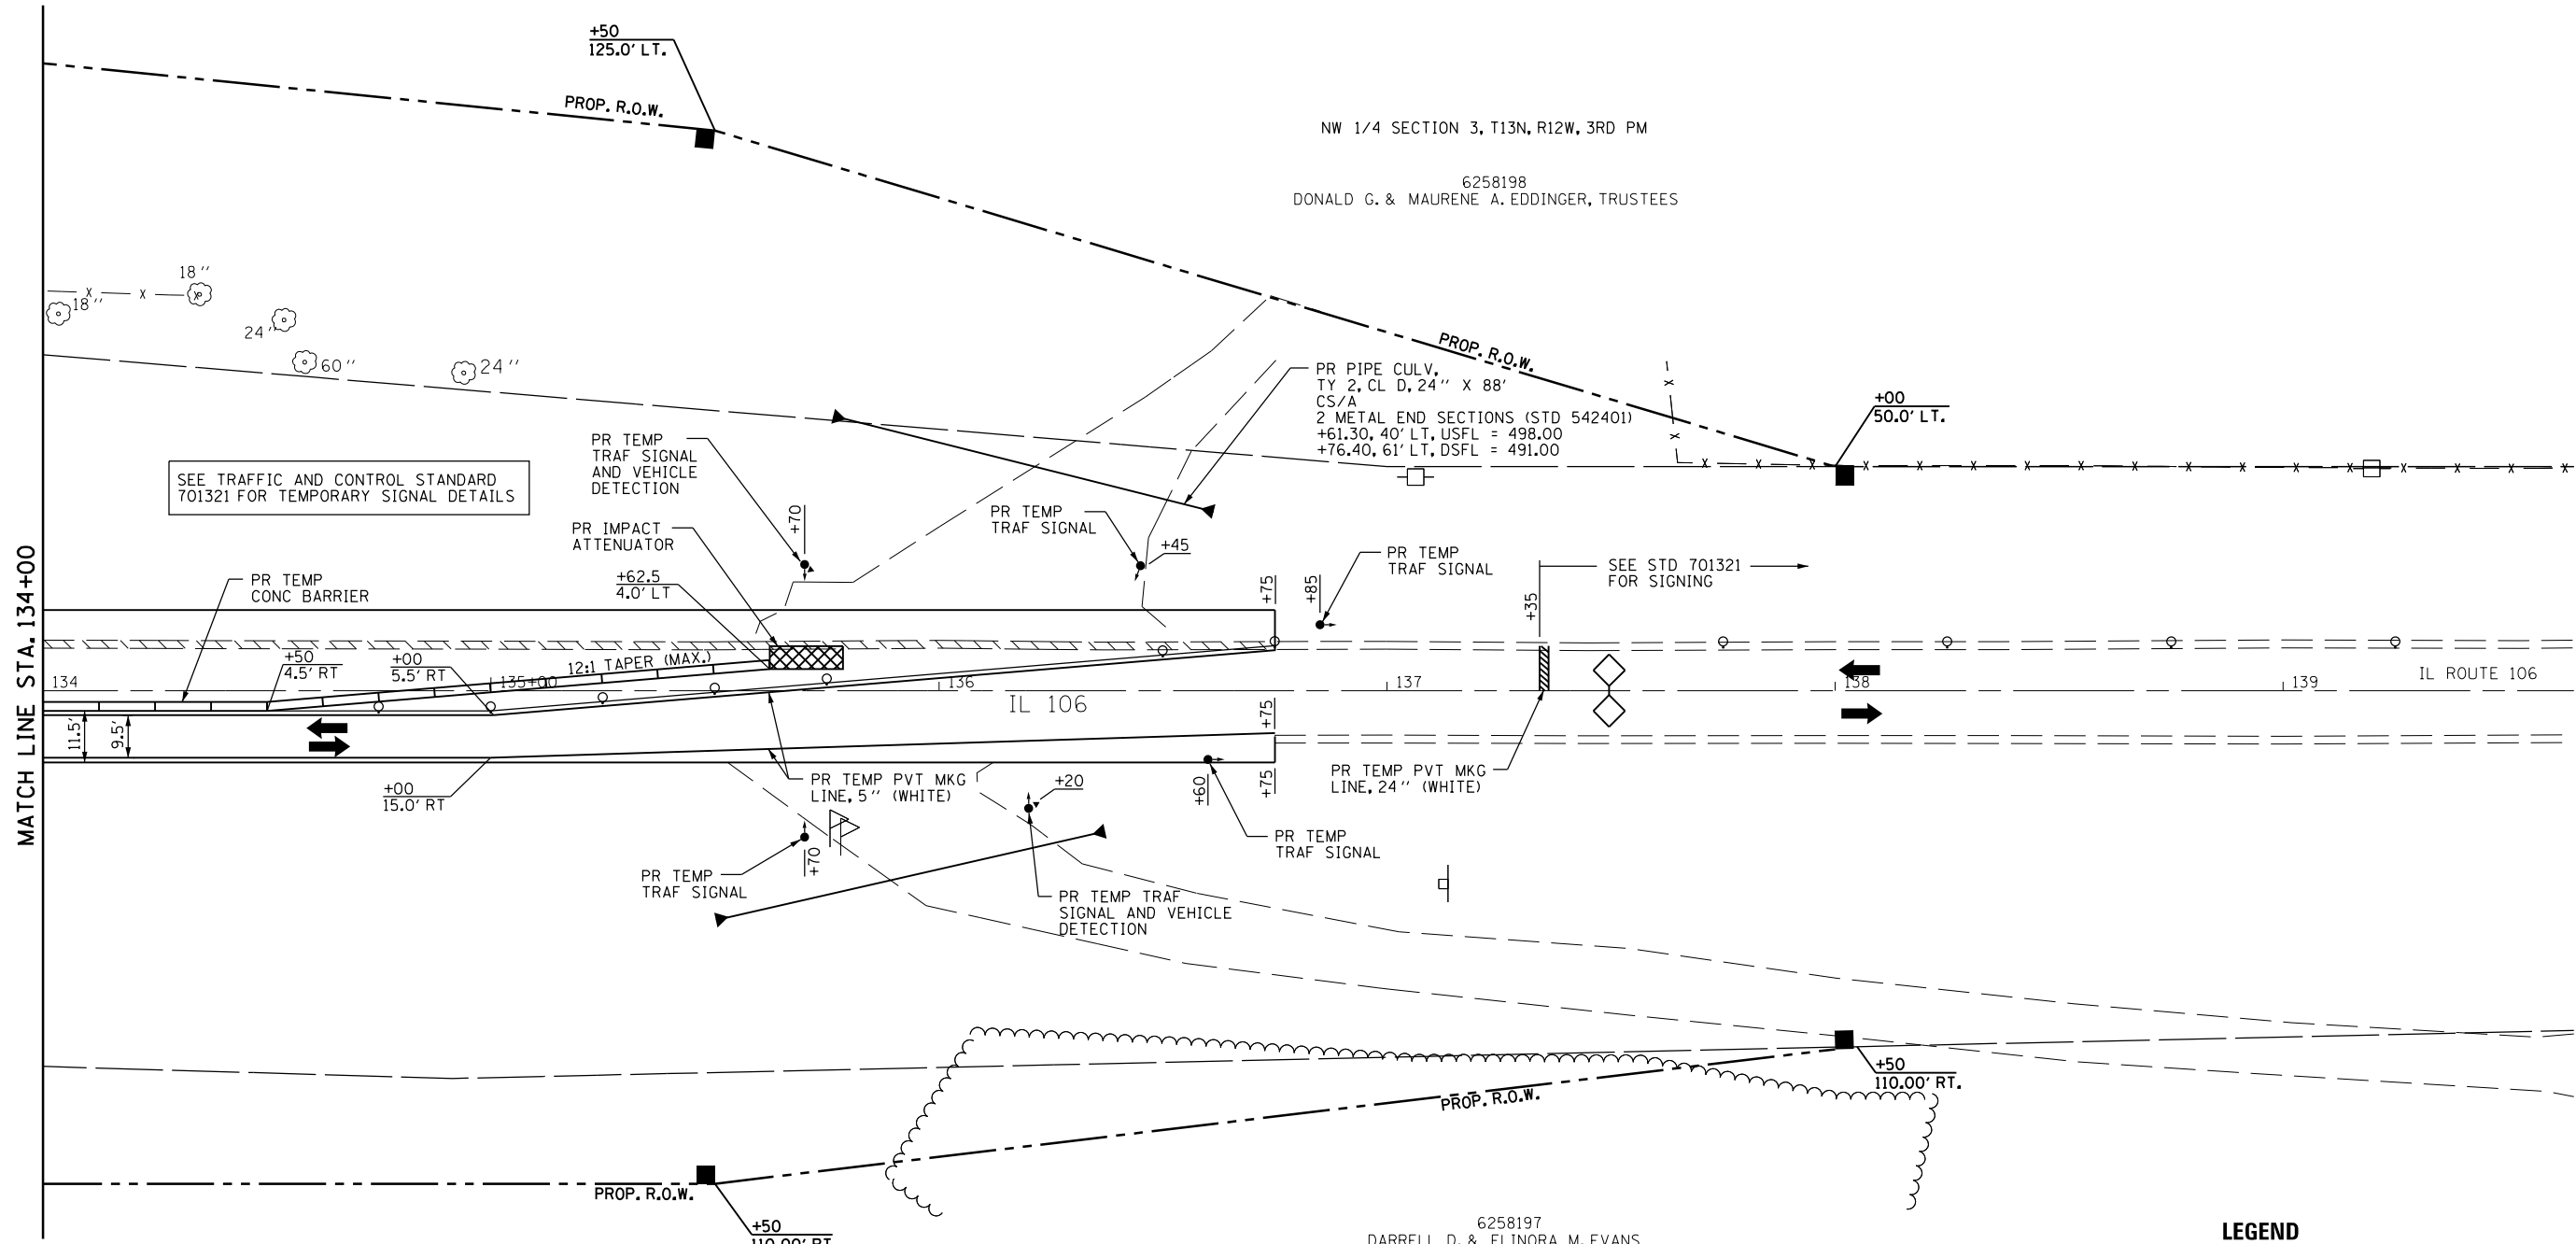 +50
125.0' LT.
PROP. R.O.W.
NW 1/4 SECTION 3, T13N, R12W, 3RD PM
6258198
DONALD G. & MAURENE A. EDDINGER, TRUSTEES
18''
18''
24''
60''
24''
PROP. R.O.W.
PR PIPE CULV,
TY 2, CL D, 24'' X 88'
CS/A
2 METAL END SECTIONS (STD 542401)
+61.30, 40' LT, USFL = 498.00
+76.40, 61' LT, DSFL = 491.00
+00
50.0' LT.
SEE TRAFFIC AND CONTROL STANDARD
701321 FOR TEMPORARY SIGNAL DETAILS
PR TEMP
TRAF SIGNAL
AND VEHICLE
DETECTION
+70
PR IMPACT
ATTENUATOR
PR TEMP
TRAF SIGNAL
+45
PR TEMP
TRAF SIGNAL
SEE STD 701321
FOR SIGNING
PR TEMP
CONC BARRIER
+62.5
4.0' LT
+75
+85
+35
MATCH LINE STA. 134+00
+50
4.5' RT
+00
5.5' RT
12:1 TAPER (MAX.)
134
135+00
136
137
138
139
IL ROUTE 106
IL 106
11.5'
9.5'
+75
+00
15.0' RT
PR TEMP PVT MKG
LINE, 5'' (WHITE)
+20
+60
+75
PR TEMP PVT MKG
LINE, 24'' (WHITE)
PR TEMP
TRAF SIGNAL
+70
PR TEMP
TRAF SIGNAL
PR TEMP TRAF
SIGNAL AND VEHICLE
DETECTION
+50
110.00' RT.
PROP. R.O.W.
PROP. R.O.W.
+50
110.00' RT.
6258197
DARRELL D. & ELINORA M. EVANS
LEGEND